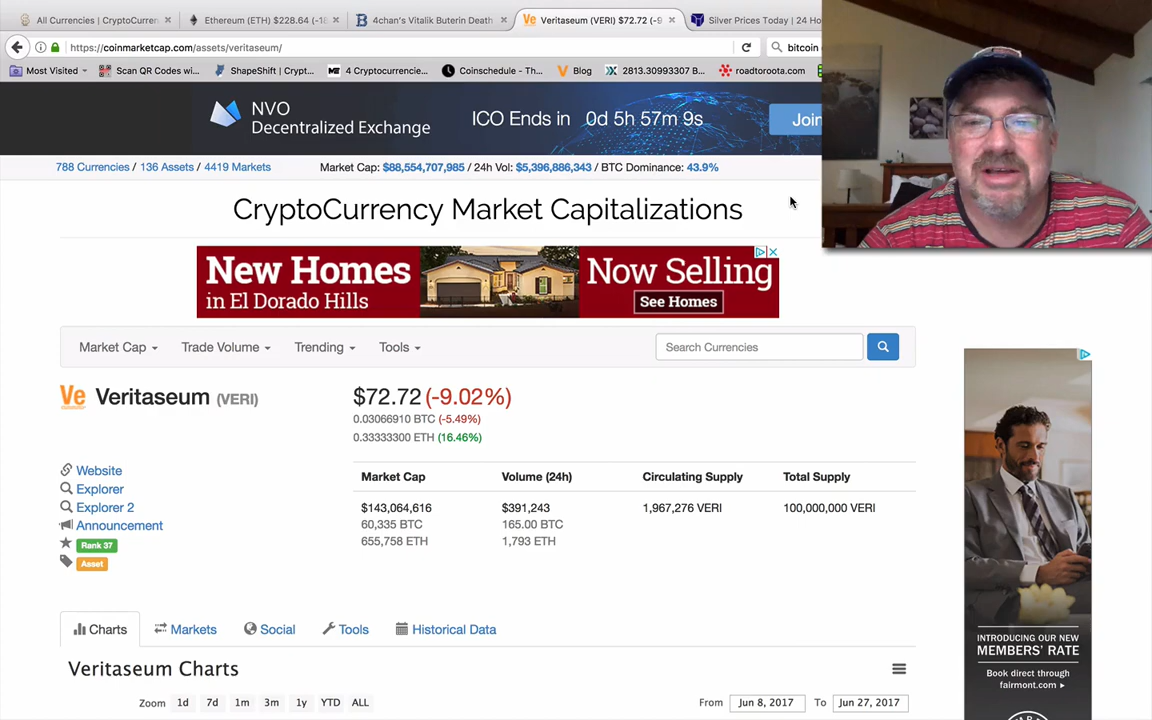 All Currencies | CryptoCurren
Ethereum (ETH) $228.64 (-18
4chan's Vitalik Buterin Death
Veritaseum (VERI) $72.72 (-9
Silver Prices Today | 24 Ho
https://coinmarketcap.com/assets/veritaseum/
bitcoin
Most Visited
Scan QR Codes wi...
ShapeShift | Crypt...
4 Cryptocurrencie...
Coinschedule - Th...
Blog
2813.30993307 B...
roadtoroota.com
NVO
Decentralized Exchange
ICO Ends in 0d 5h 57m 9s
Join
788 Currencies / 136 Assets / 4419 Markets
Market Cap: $88,554,707,985 / 24h Vol: $5,396,886,343 / BTC Dominance: 43.9%
CryptoCurrency Market Capitalizations
New Homes
in El Dorado Hills
Now Selling
See Homes
Market Cap
Trade Volume
Trending
Tools
Search Currencies
Ve Veritaseum (VERI)
$72.72 (-9.02%)
0.03066910 BTC (-5.49%)
0.33333300 ETH (16.46%)
Website
Explorer
Explorer 2
Announcement
Rank 37
Asset
Market Cap Volume (24h) Circulating Supply Total Supply
$143,064,616 $391,243 1,967,276 VERI 100,000,000 VERI
60,335 BTC 165.00 BTC
655,758 ETH 1,793 ETH
Charts
Markets
Social
Tools
Historical Data
Veritaseum Charts
Zoom 1d 7d 1m 3m 1y YTD ALL
From Jun 8, 2017 To Jun 27, 2017
INTRODUCING OUR NEW
MEMBERS' RATE
Book direct through
fairmont.com